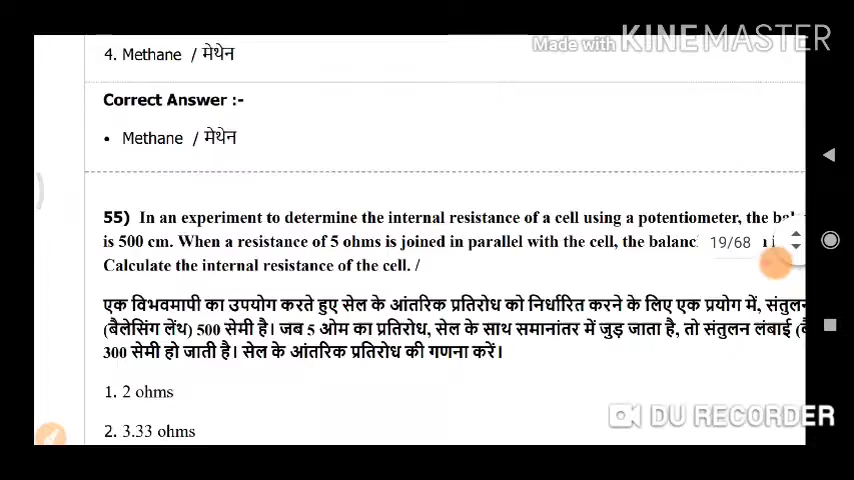 Made with KINEMASTER
4. Methane / मेथेन
Correct Answer :-
• Methane / मेथेन
55) In an experiment to determine the internal resistance of a cell using a potentiometer, the
is 500 cm. When a resistance of 5 ohms is joined in parallel with the cell, the
19/68
Calculate the internal resistance of the cell. /
एक विभवमापी का उपयोग करते हुए सेल के आंतरिक प्रतिरोध को निर्धारित करने के लिए एक प्रयोग में, संतुलन
(बैलेसिंग लेंथ) 500 सेमी है। जब 5 ओम का प्रतिरोध, सेल के साथ समानांतर में जुड़ जाता है, तो संतुलन लंबाई
300 सेमी हो जाती है। सेल के आंतरिक प्रतिरोध की गणना करें।
1. 2 ohms
DU RECORDER
2. 3.33 ohms